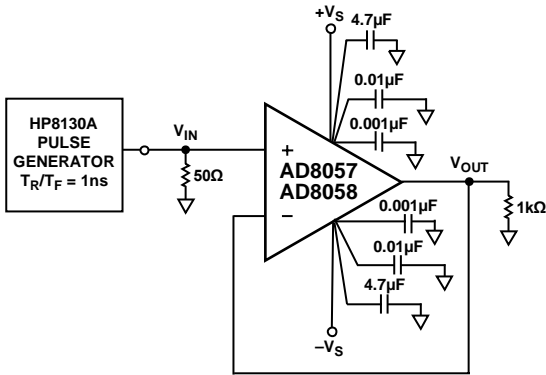 +VS
4.7µF
0.01µF
0.001µF
HP8130A
PULSE
GENERATOR
TR/TF = 1ns
VIN
50Ω
+
−
AD8057
AD8058
VOUT
1kΩ
0.001µF
0.01µF
4.7µF
−VS